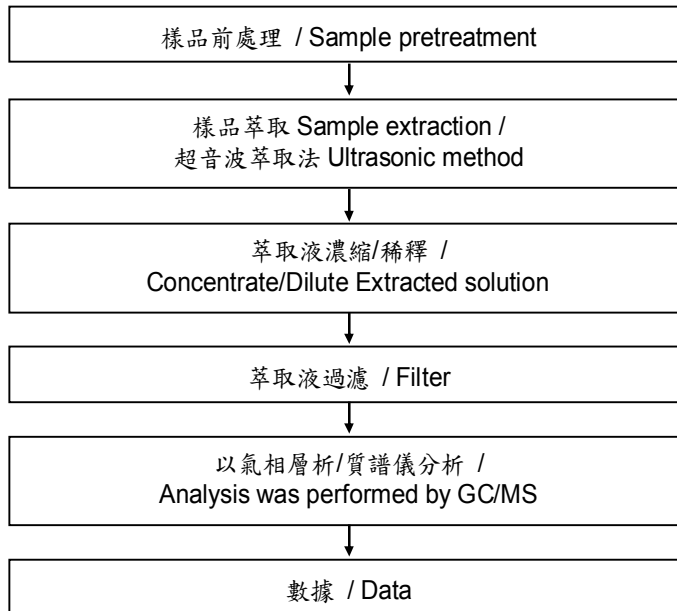 樣品前處理 / Sample pretreatment
樣品萃取 Sample extraction /
超音波萃取法 Ultrasonic method
萃取液濃縮/稀釋 /
Concentrate/Dilute Extracted solution
萃取液過濾 / Filter
以氣相層析/質譜儀分析 /
Analysis was performed by GC/MS
數據 / Data